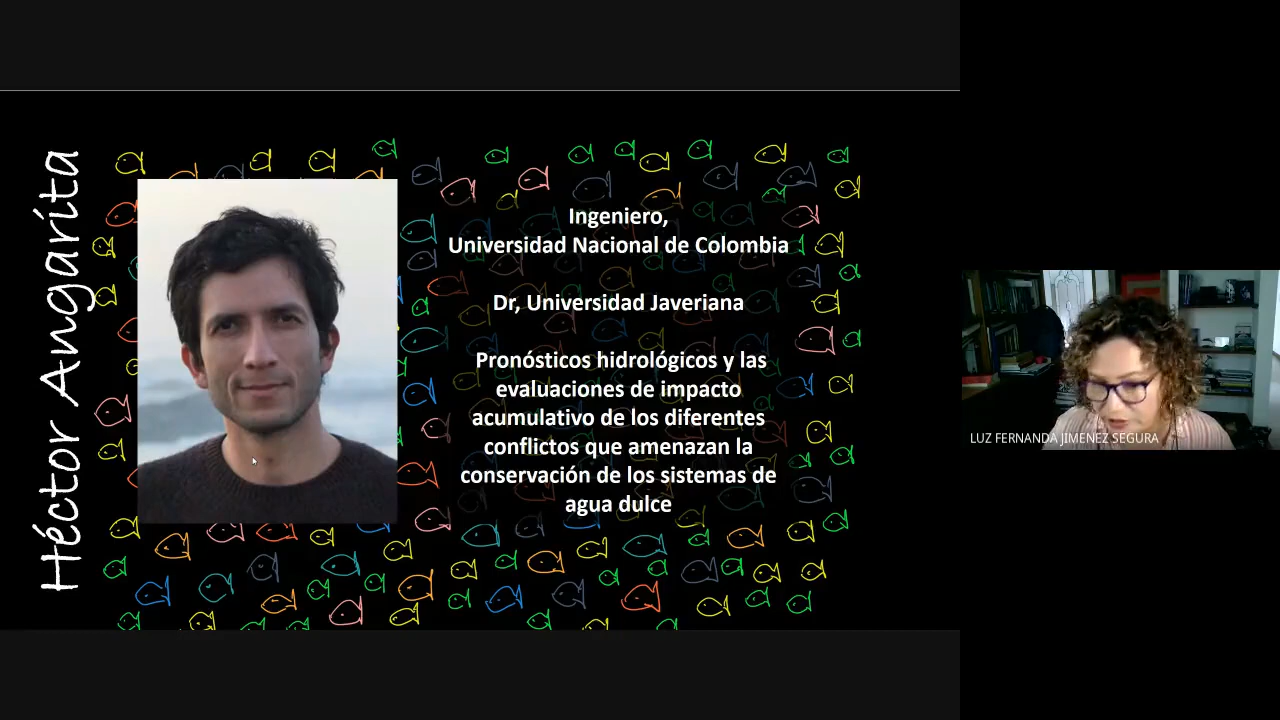 Héctor Angaríta
Ingeniero,
Universidad Nacional de Colombia
Dr, Universidad Javeriana
Pronósticos hidrológicos y las
evaluaciones de impacto
acumulativo de los diferentes
conflictos que amenazan la
conservación de los sistemas de
agua dulce
LUZ FERNANDA JIMENEZ SEGURA